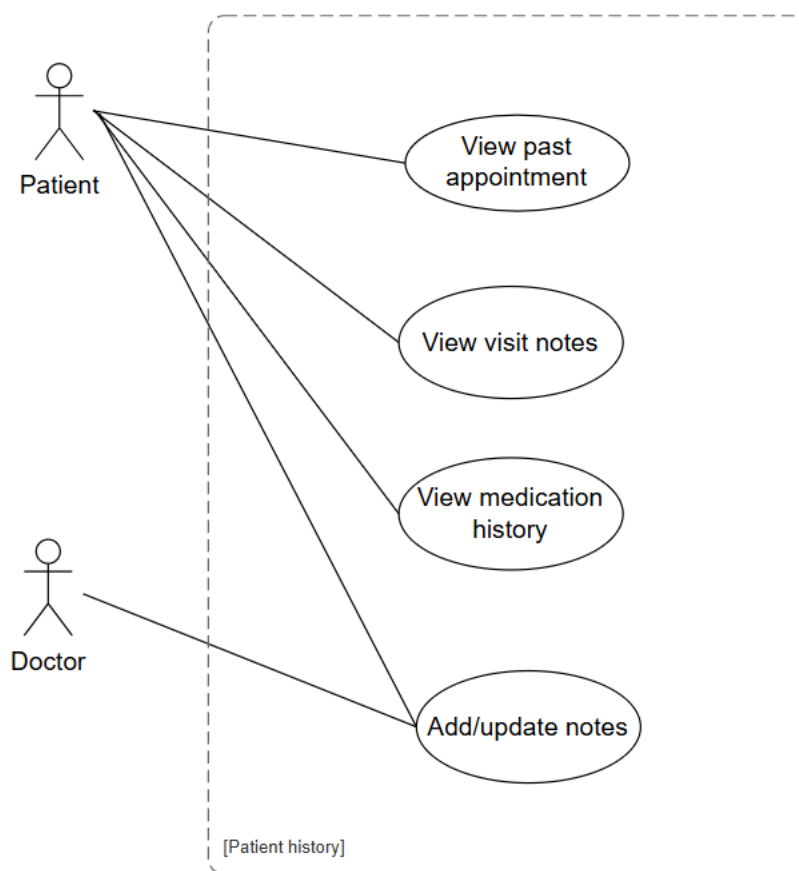 Patient
View past
appointment
View visit notes
View medication
history
Doctor
Add/update notes
[Patient history]